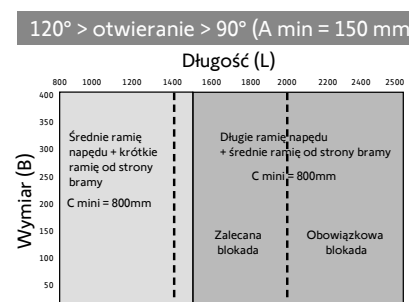 120° > otwieranie > 90° (A min = 150 mm
Długość (L)
800 1000 1200 1400 1600 1800 2000 2200 2500
Wymiar (B)
400
350
300
250
200
150
100
50
Średnie ramię
napędu + krótkie
ramię od strony
bramy
C mini = 800mm
Długie ramię napędu
+ średnie ramię od strony bramy
C mini = 800mm
Zalecana
blokada
Obowiązkowa
blokada